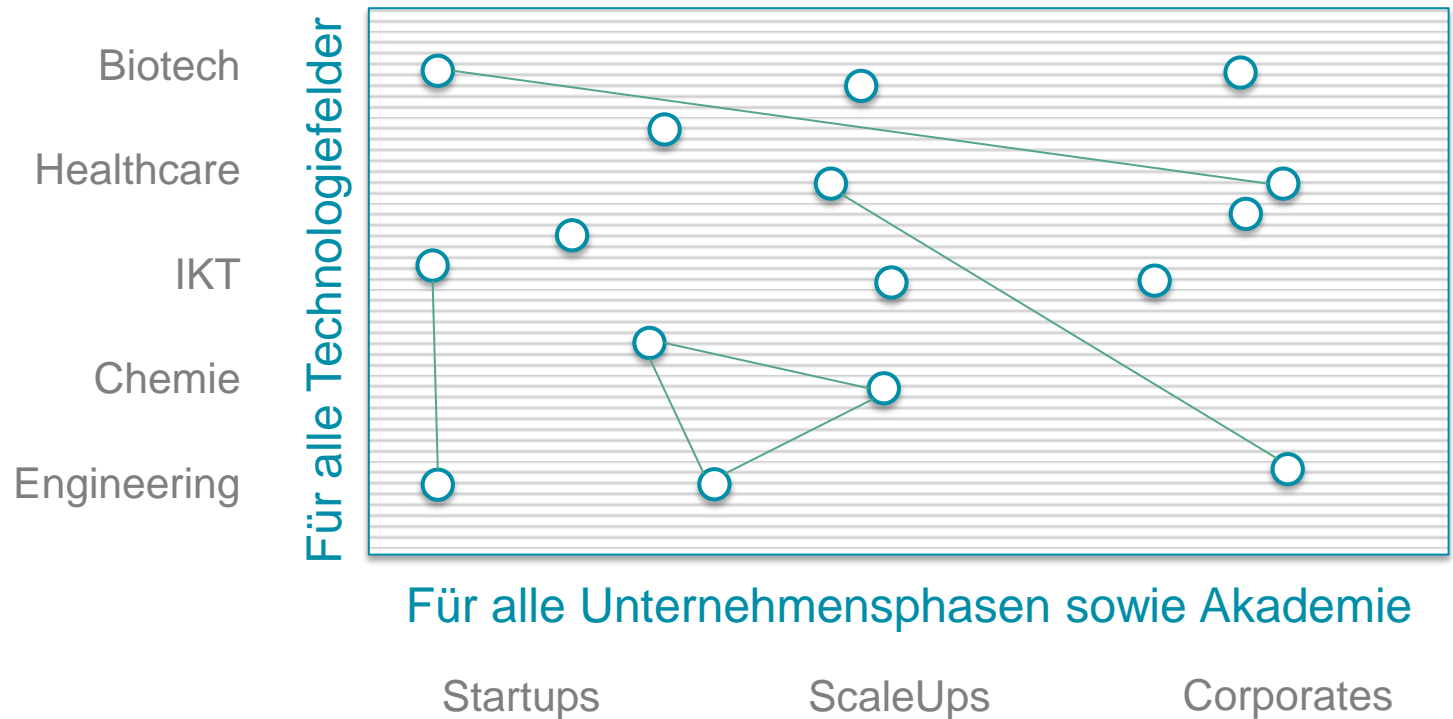 Biotech
Healthcare
IKT
Chemie
Engineering
Für alle Technologiefelder
Für alle Unternehmensphasen sowie Akademie
Startups ScaleUps Corporates